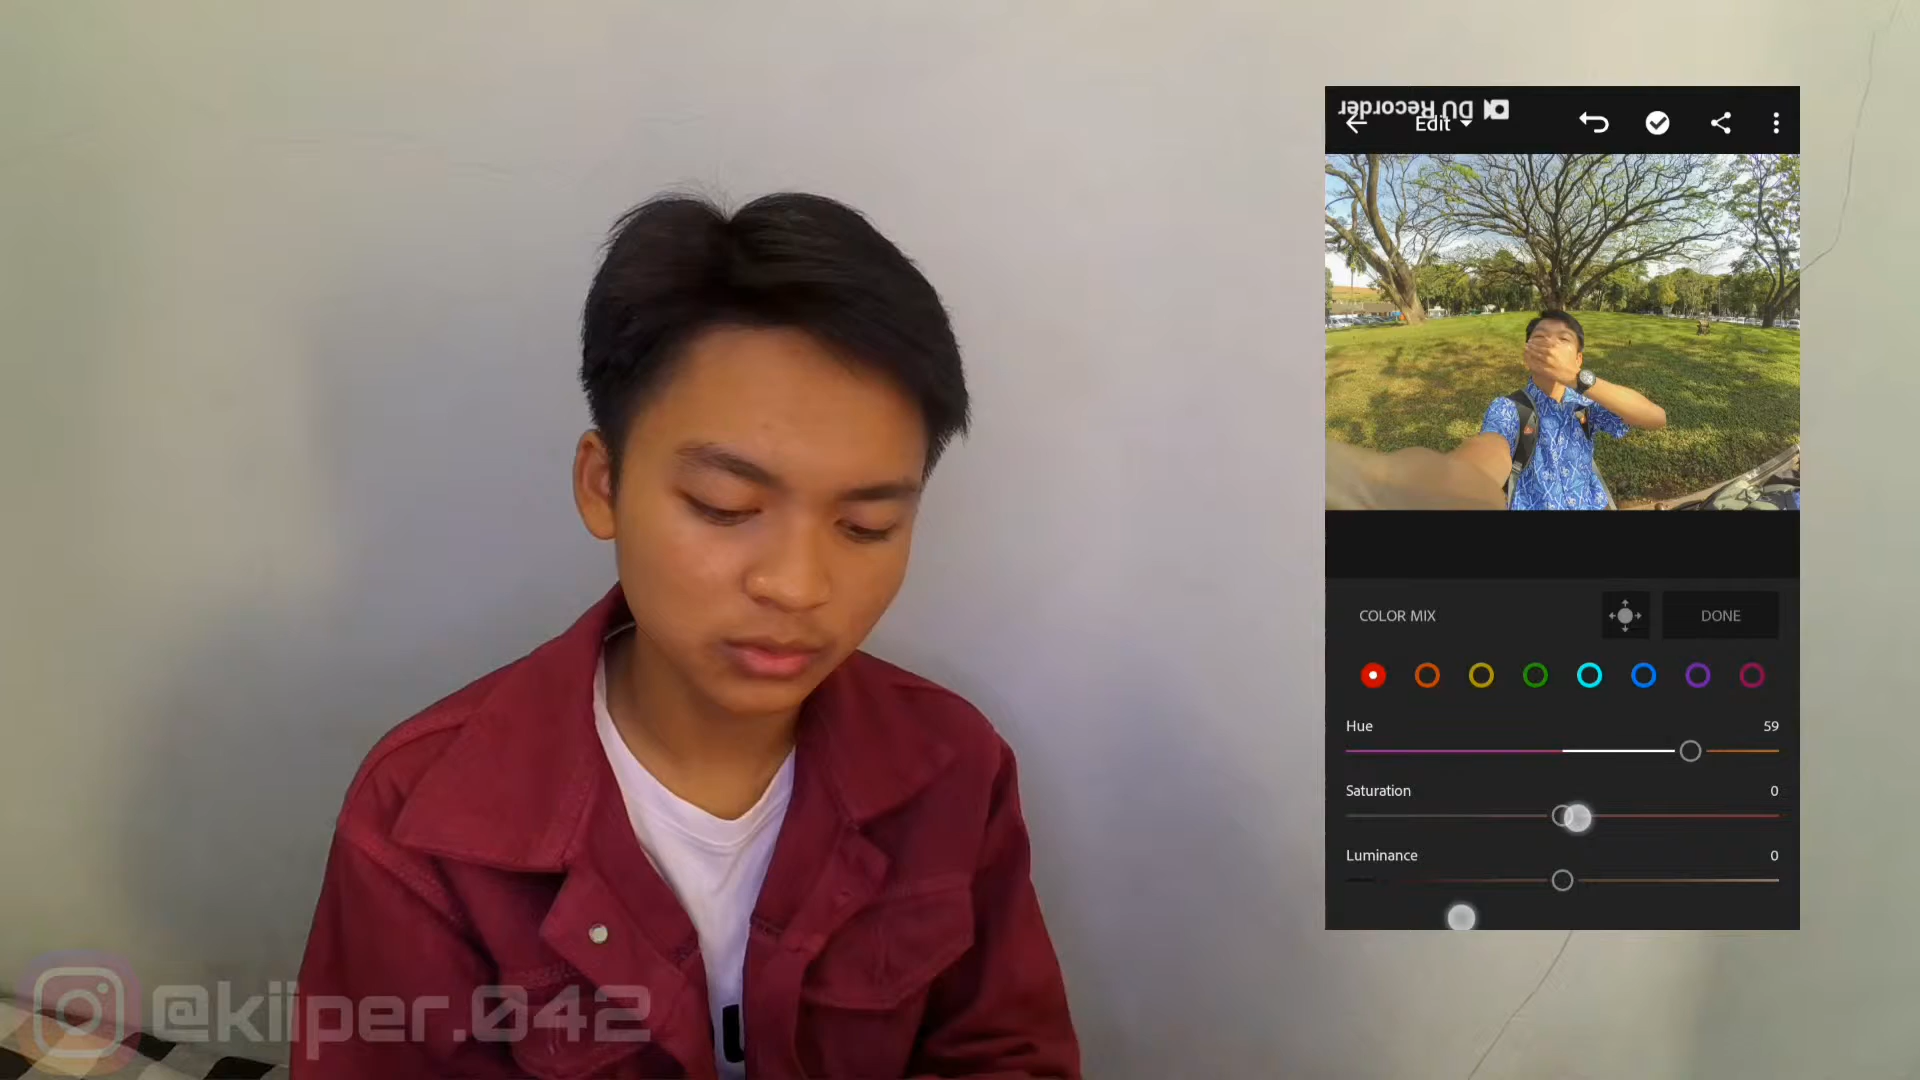 DU Recorder
Edit
COLOR MIX
DONE
Hue 59
Saturation 0
Luminance 0
@kiiper.042